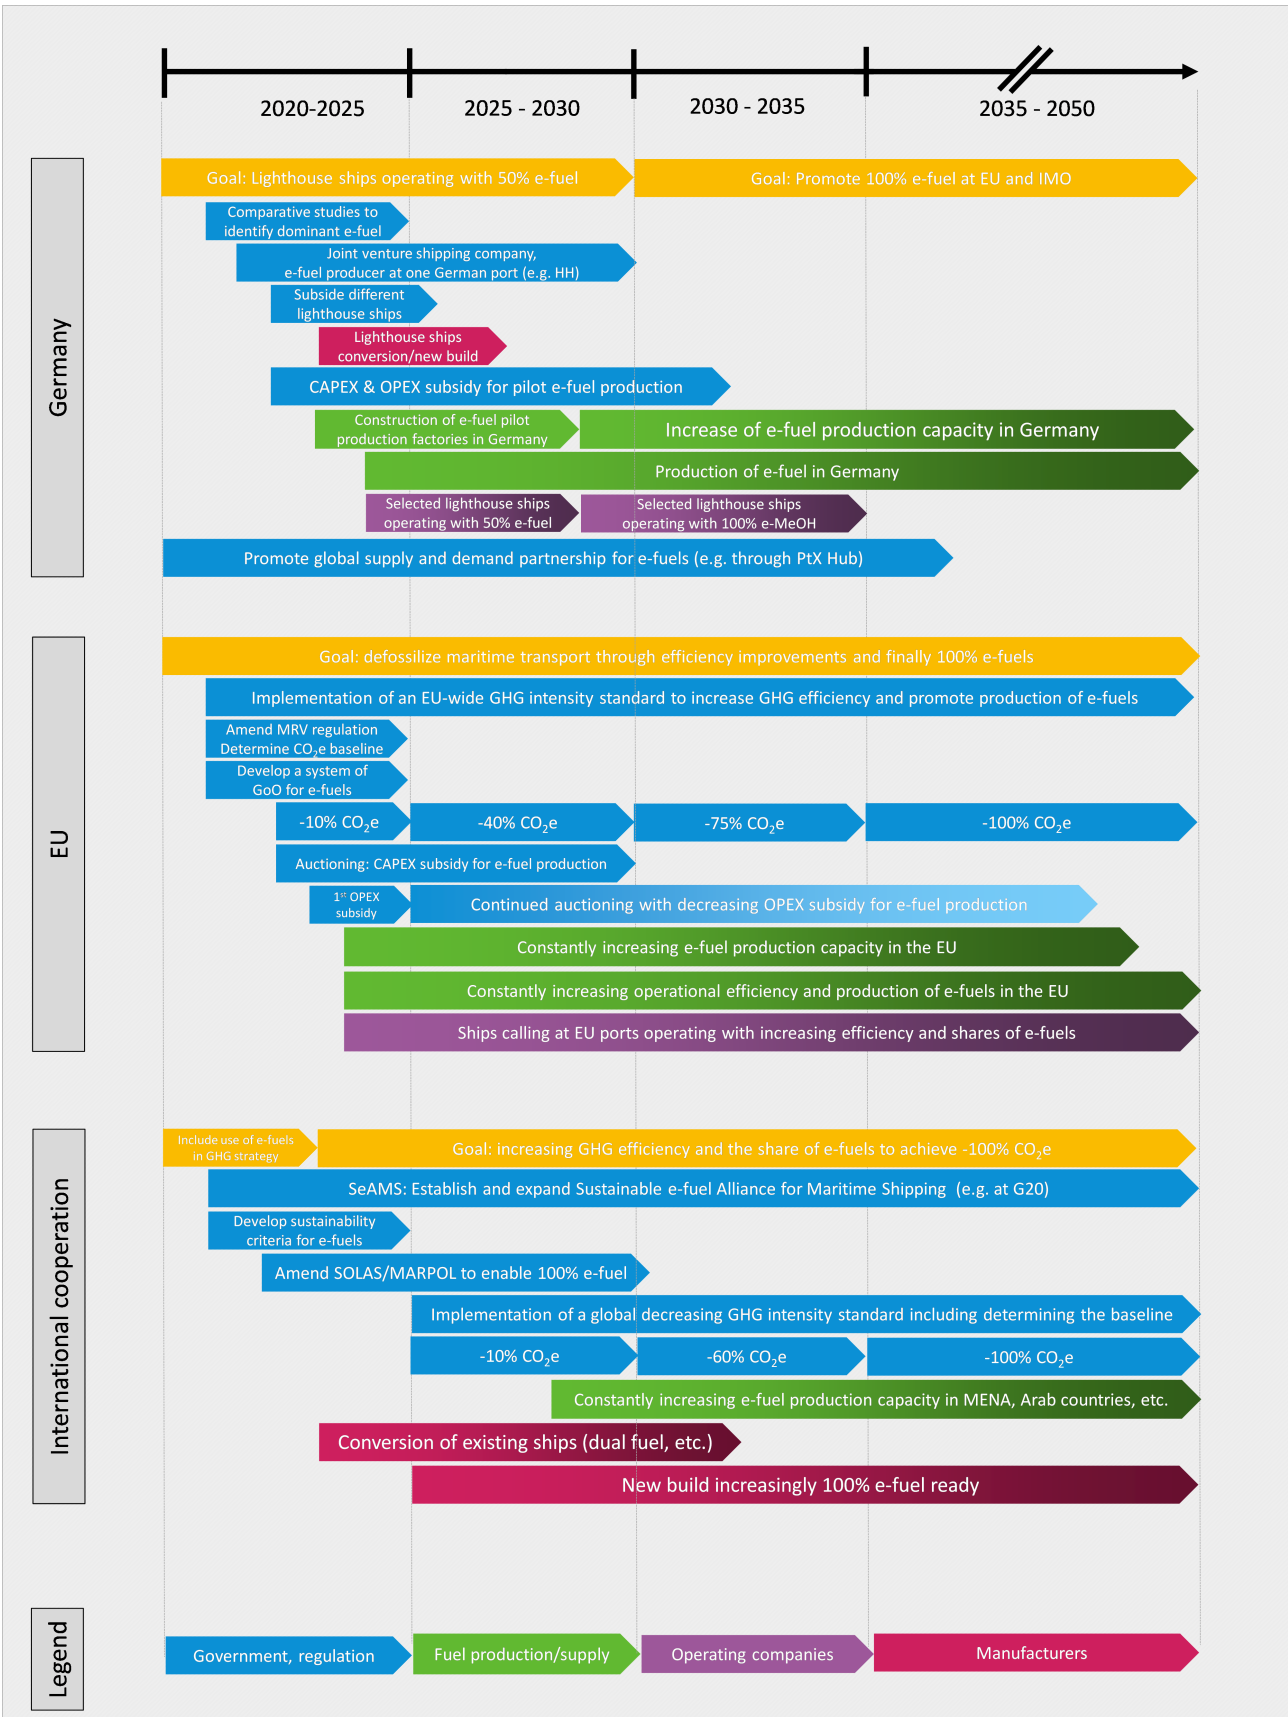 2020-2025
2025 - 2030
2030 - 2035
2035 - 2050
Germany
Goal: Lighthouse ships operating with 50% e-fuel
Goal: Promote 100% e-fuel at EU and IMO
Comparative studies to
identify dominant e-fuel
Joint venture shipping company,
e-fuel producer at one German port (e.g. HH)
Subside different
lighthouse ships
Lighthouse ships
conversion/new build
CAPEX & OPEX subsidy for pilot e-fuel production
Construction of e-fuel pilot
production factories in Germany
Increase of e-fuel production capacity in Germany
Production of e-fuel in Germany
Selected lighthouse ships
operating with 50% e-fuel
Selected lighthouse ships
operating with 100% e-MeOH
Promote global supply and demand partnership for e-fuels (e.g. through PtX Hub)
EU
Goal: defossilize maritime transport through efficiency improvements and finally 100% e-fuels
Implementation of an EU-wide GHG intensity standard to increase GHG efficiency and promote production of e-fuels
Amend MRV regulation
Determine CO₂e baseline
Develop a system of
GoO for e-fuels
-10% CO₂e
-40% CO₂e
-75% CO₂e
-100% CO₂e
Auctioning: CAPEX subsidy for e-fuel production
1st OPEX
subsidy
Continued auctioning with decreasing OPEX subsidy for e-fuel production
Constantly increasing e-fuel production capacity in the EU
Constantly increasing operational efficiency and production of e-fuels in the EU
Ships calling at EU ports operating with increasing efficiency and shares of e-fuels
International cooperation
Include use of e-fuels
in GHG strategy
Goal: increasing GHG efficiency and the share of e-fuels to achieve -100% CO₂e
SeAMS: Establish and expand Sustainable e-fuel Alliance for Maritime Shipping (e.g. at G20)
Develop sustainability
criteria for e-fuels
Amend SOLAS/MARPOL to enable 100% e-fuel
Implementation of a global decreasing GHG intensity standard including determining the baseline
-10% CO₂e
-60% CO₂e
-100% CO₂e
Constantly increasing e-fuel production capacity in MENA, Arab countries, etc.
Conversion of existing ships (dual fuel, etc.)
New build increasingly 100% e-fuel ready
Legend
Government, regulation
Fuel production/supply
Operating companies
Manufacturers